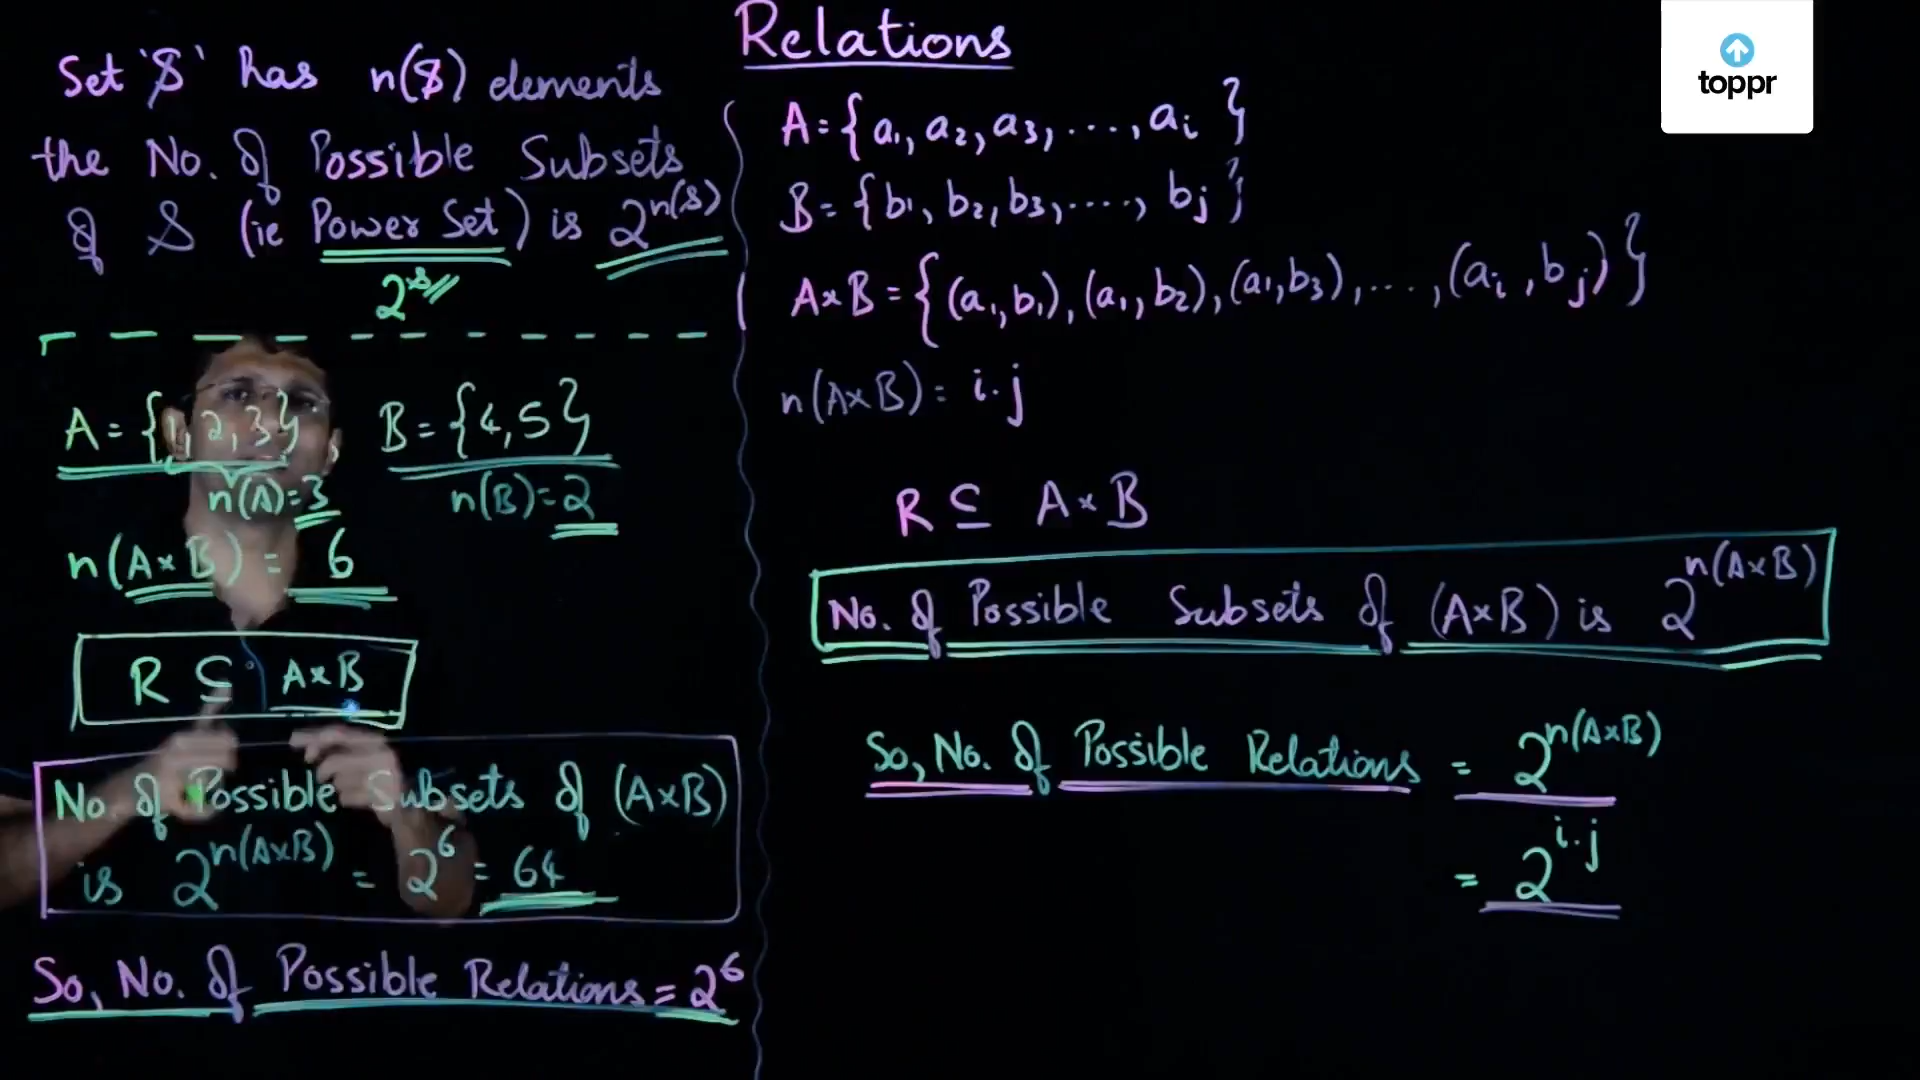 Relations
toppr
Set 'S' has n(S) elements
the No. of Possible Subsets
of S (ie Power Set) is 2^n(S)
2^S
A = {1, 2, 3} , B = {4, 5}
n(A) = 3 n(B) = 2
n(A×B) = 6
R ⊆ A×B
No. of Possible Subsets of (A×B)
is 2^n(A×B) = 2^6 = 64
So, No. of Possible Relations = 2^6
A = {a₁, a₂, a₃, ...., aᵢ }
B = {b₁, b₂, b₃, ...., bⱼ }
A×B = {(a₁, b₁), (a₁, b₂), (a₁, b₃), ...., (aᵢ, bⱼ) }
n(A×B) = i.j
R ⊆ A×B
No. of Possible Subsets of (A×B) is 2^n(A×B)
So, No. of Possible Relations = 2^n(A×B)
= 2^i.j